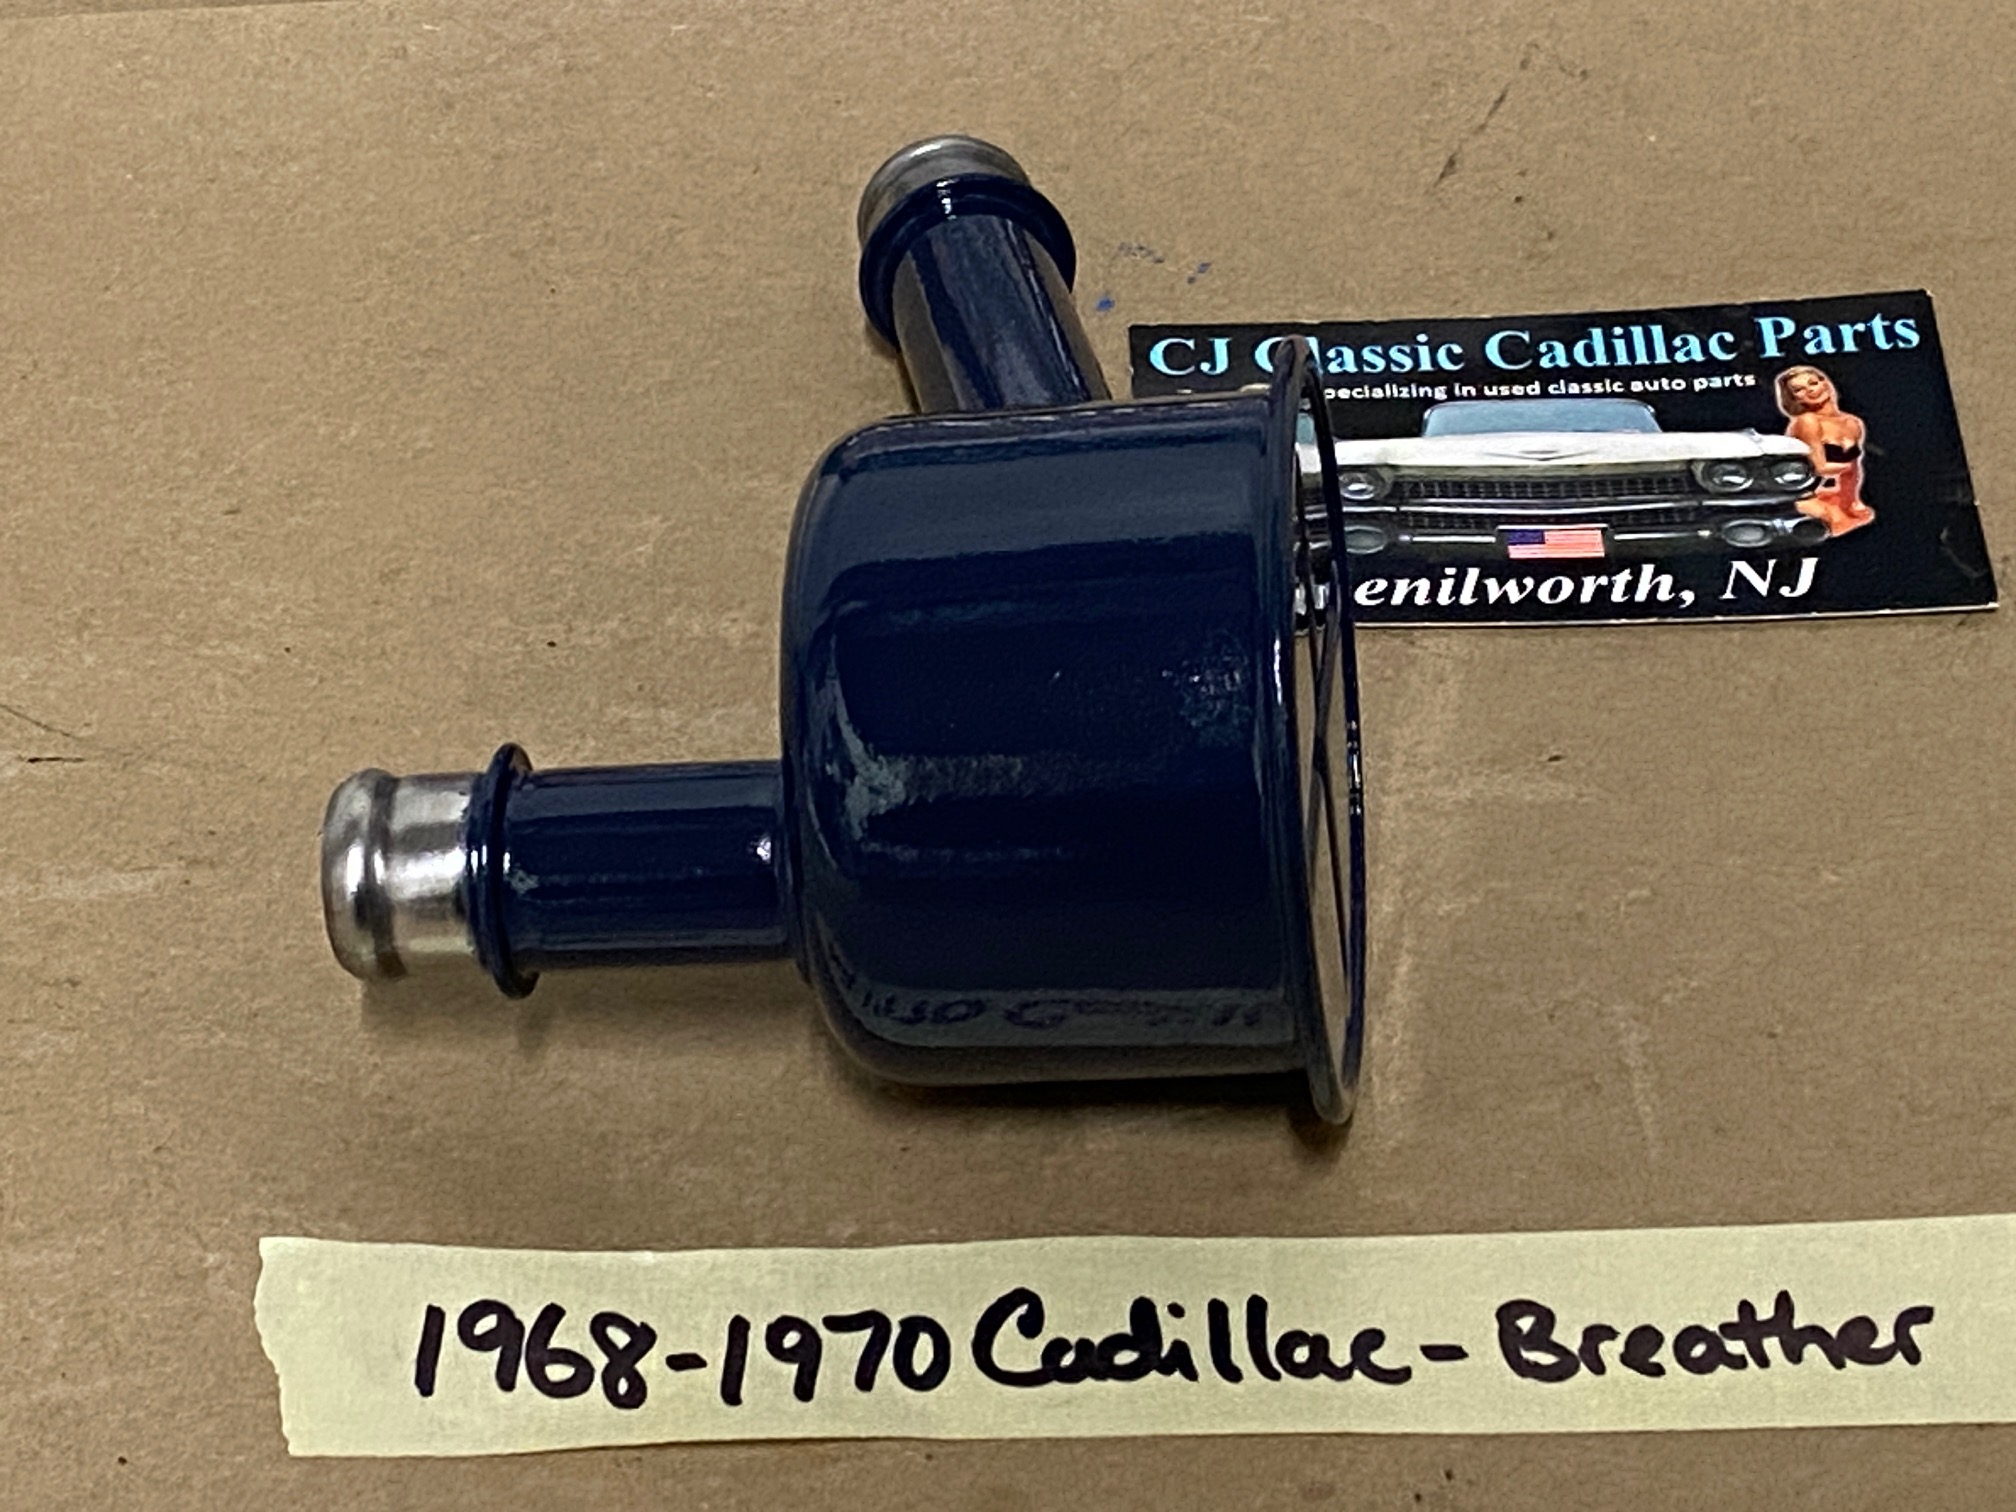 CJ Classic Cadillac Parts
pecializing in used classic auto parts
enilworth, NJ
1968-1970 Cadillac - Breather